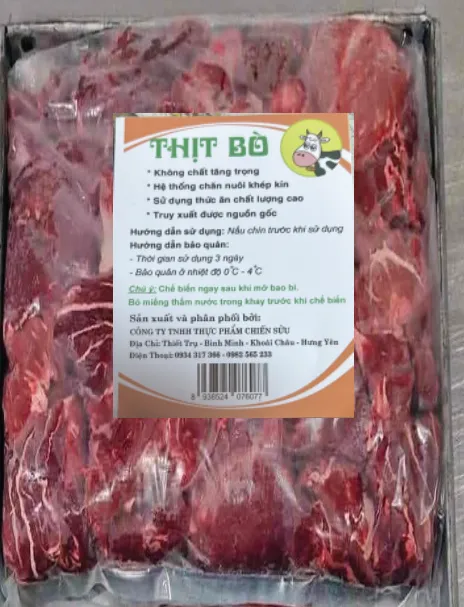 THỊT BÒ
* Không chất tăng trọng
* Hệ thống chăn nuôi khép kín
* Sử dụng thức ăn chất lượng cao
* Truy xuất được nguồn gốc
Hướng dẫn sử dụng: Nấu chín trước khi sử dụng
Hướng dẫn bảo quản:
- Thời gian sử dụng 3 ngày
- Bảo quản ở nhiệt độ 0°C - 4°C
Chú ý: Chế biến ngay sau khi mở bao bì.
Bỏ miếng thấm nước trong khay trước khi chế biến
Sản xuất và phân phối bởi:
CÔNG TY TNHH THỰC PHẨM CHIẾN SỬU
Địa Chỉ: Thiết Trụ - Bình Minh - Khoái Châu - Hưng Yên
Điện Thoại: 0934 317 386 - 0982 565 233
8 938524 076077